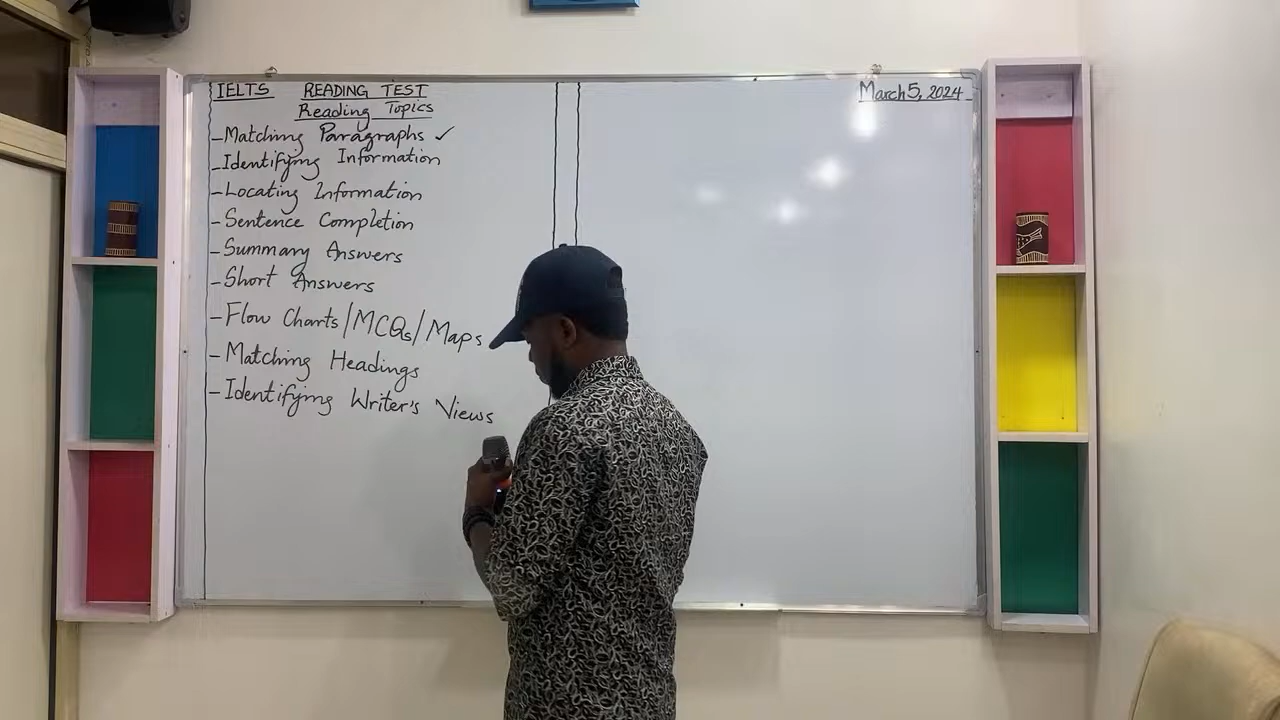 IELTS READING TEST
Reading Topics
- Matching Paragraphs ✓
- Identifying Information
- Locating Information
- Sentence Completion
- Summary Answers
- Short Answers
- Flow Charts/MCQs/Maps
- Matching Headings
- Identifying Writer's Views
March 5, 2024